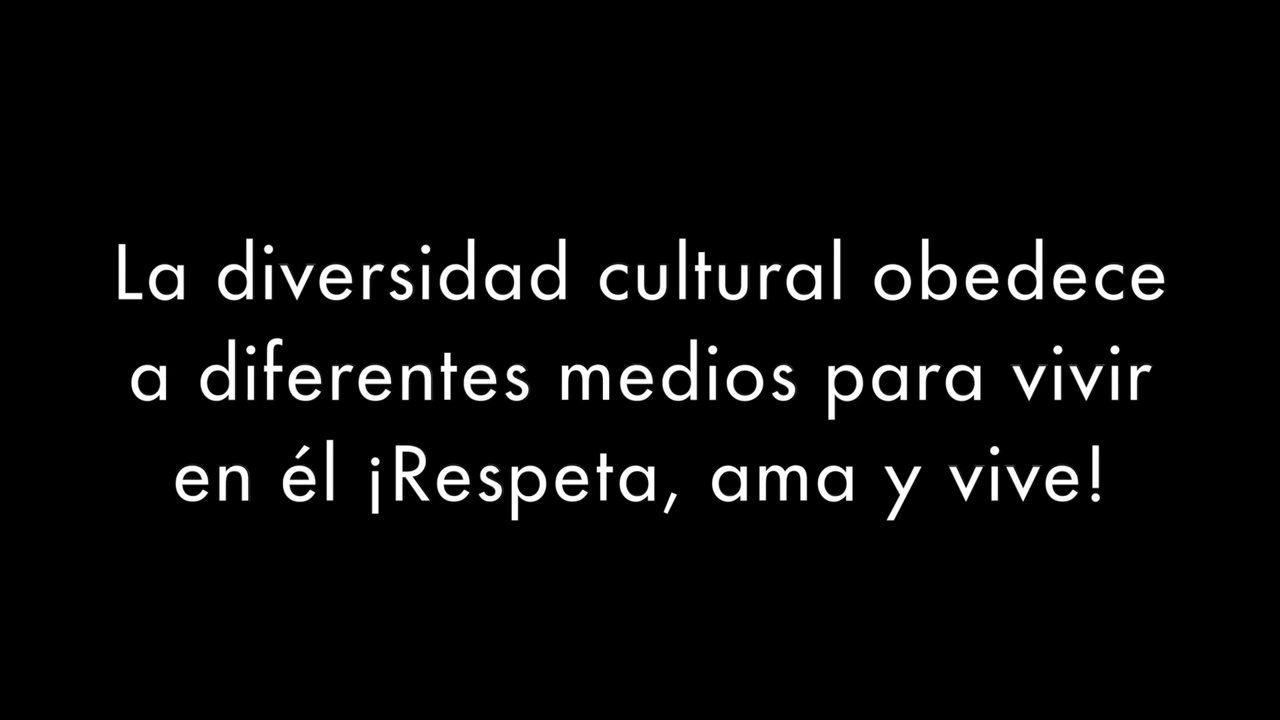 La diversidad cultural obedece
a diferentes medios para vivir
en él ¡Respeta, ama y vive!